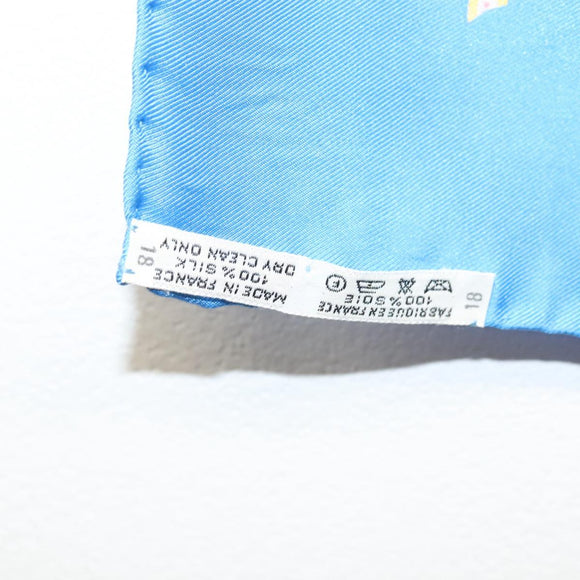 18
FABRIQUE EN FRANCE
100% SOIE
E
MADE IN FRANCE
100% SILK
DRY CLEAN ONLY
18